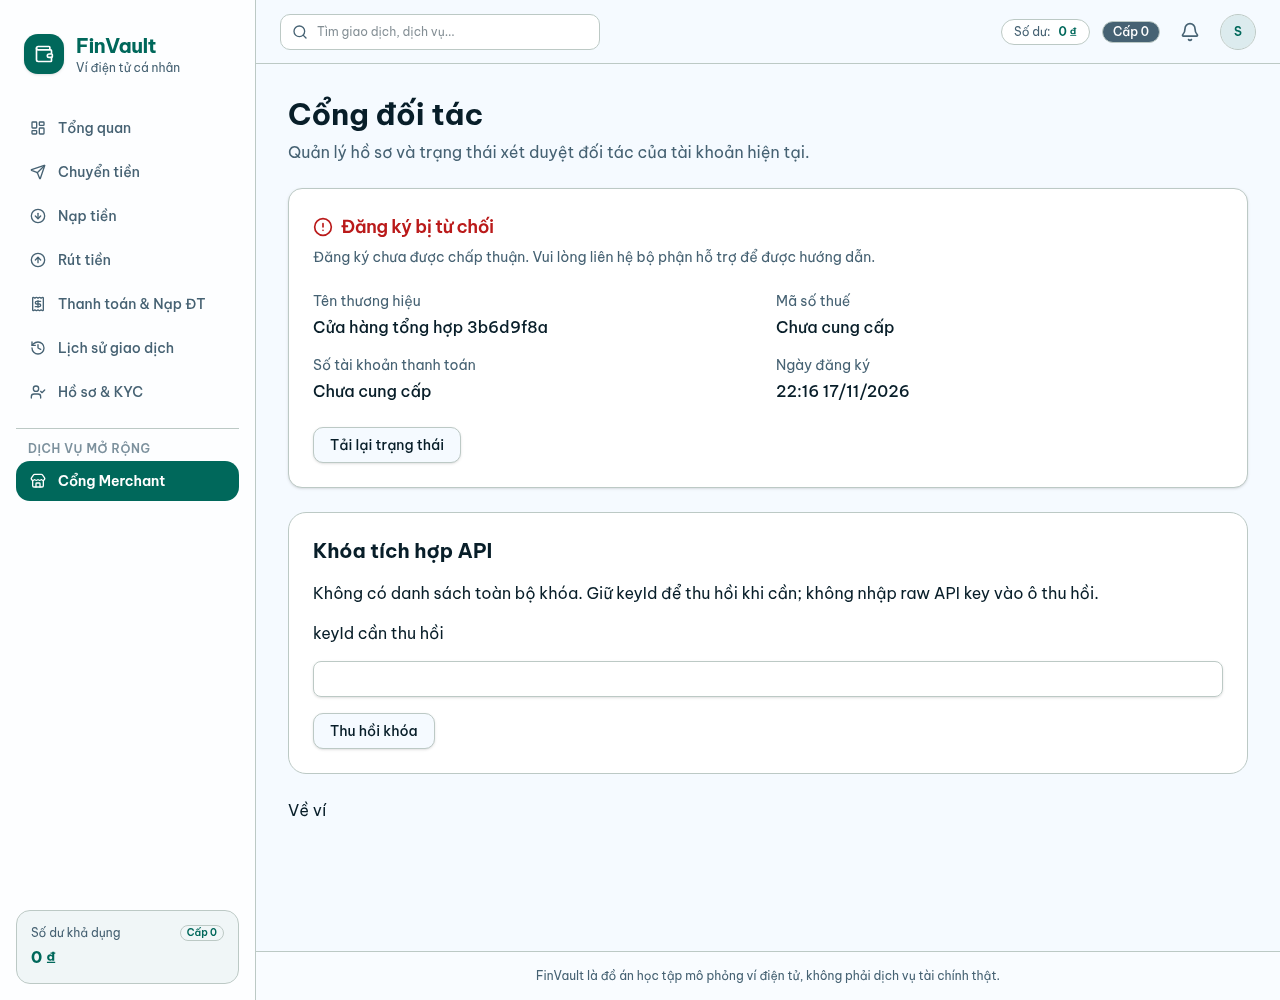 FinVault
Ví điện tử cá nhân
Tổng quan
Chuyển tiền
Nạp tiền
Rút tiền
Thanh toán & Nạp ĐT
Lịch sử giao dịch
Hồ sơ & KYC
DỊCH VỤ MỞ RỘNG
Cổng Merchant
Số dư khả dụng
Cấp 0
0 ₫
Tìm giao dịch, dịch vụ...
Số dư: 0 ₫
Cấp 0
S
Cổng đối tác
Quản lý hồ sơ và trạng thái xét duyệt đối tác của tài khoản hiện tại.
Đăng ký bị từ chối
Đăng ký chưa được chấp thuận. Vui lòng liên hệ bộ phận hỗ trợ để được hướng dẫn.
Tên thương hiệu
Cửa hàng tổng hợp 3b6d9f8a
Mã số thuế
Chưa cung cấp
Số tài khoản thanh toán
Chưa cung cấp
Ngày đăng ký
22:16 17/11/2026
Tải lại trạng thái
Khóa tích hợp API
Không có danh sách toàn bộ khóa. Giữ keyId để thu hồi khi cần; không nhập raw API key vào ô thu hồi.
keyId cần thu hồi
Thu hồi khóa
Về ví
FinVault là đồ án học tập mô phỏng ví điện tử, không phải dịch vụ tài chính thật.